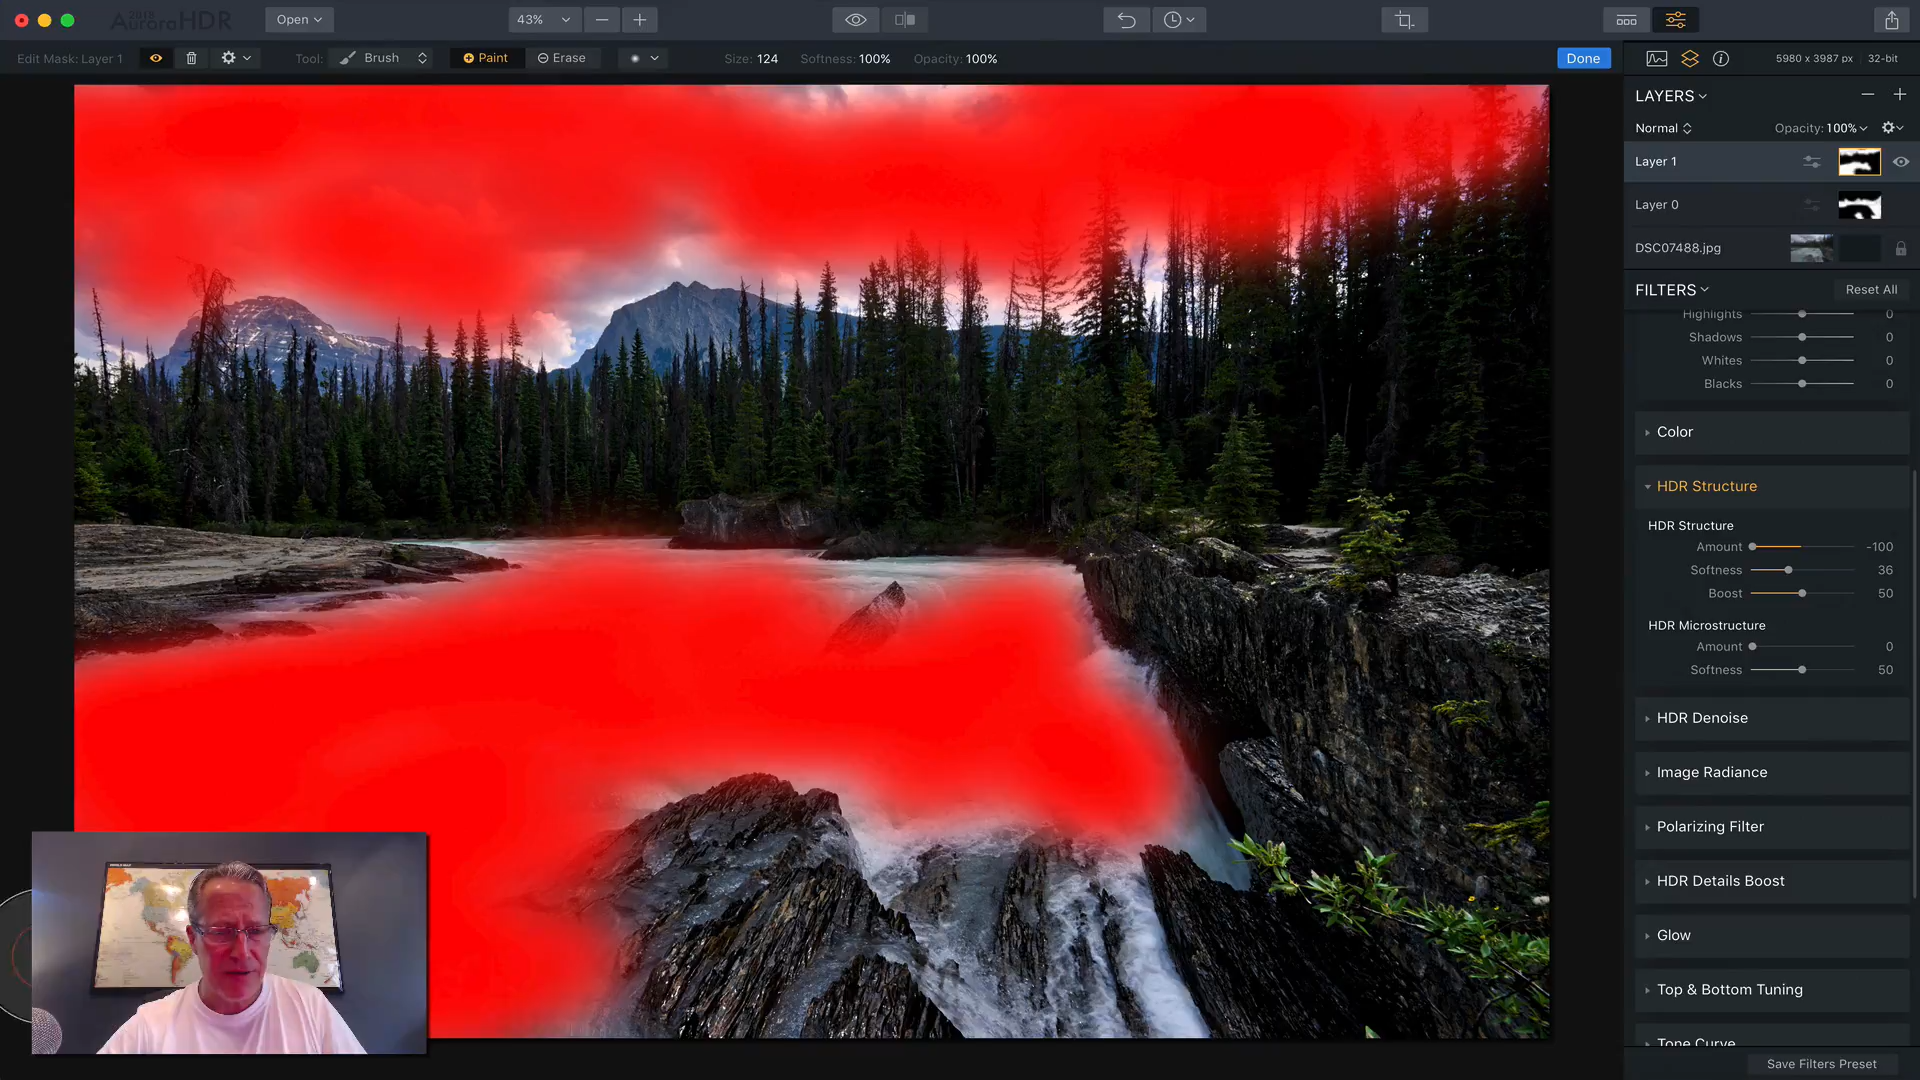 2018
AuroraHDR
Open
43%
Edit Mask: Layer 1
Tool:
Brush
Paint
Erase
Size: 124
Softness: 100%
Opacity: 100%
Done
5980 x 3987 px
32-bit
LAYERS
Normal
Opacity: 100%
Layer 1
Layer 0
DSC07488.jpg
FILTERS
Reset All
Highlights 0
Shadows 0
Whites 0
Blacks 0
Color
HDR Structure
HDR Structure
Amount -100
Softness 36
Boost 50
HDR Microstructure
Amount 0
Softness 50
HDR Denoise
Image Radiance
Polarizing Filter
HDR Details Boost
Glow
Top & Bottom Tuning
Tone Curve
Save Filters Preset